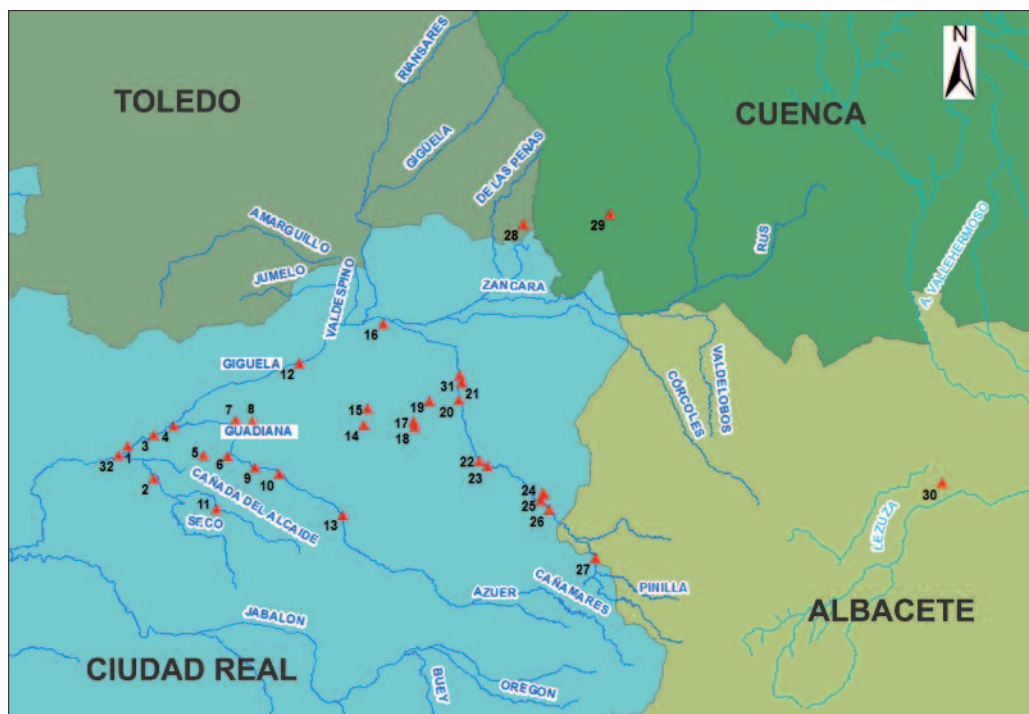 N
TOLEDO
CUENCA
RIANSARES
GIGÜELA
DE LAS PEÑAS
28
29
AMARGUILLO
JUMELO
VALDESPINO
ZANCARA
RUS
A. VALLEHERMOSO
16
GIGUELA
12
31
21
19
20
VALDELOBOS
CÓRCOLES
15
14
17
18
7
8
GUADIANA
3
4
32
1
5
6
9
10
22
23
2
11
CAÑADA DEL ALCAIDE
SECO
13
24
25
26
30
LEZUZA
27
CAÑAMARES
PINILLA
AZUER
JABALON
ALBACETE
CIUDAD REAL
BUEY
OREGON